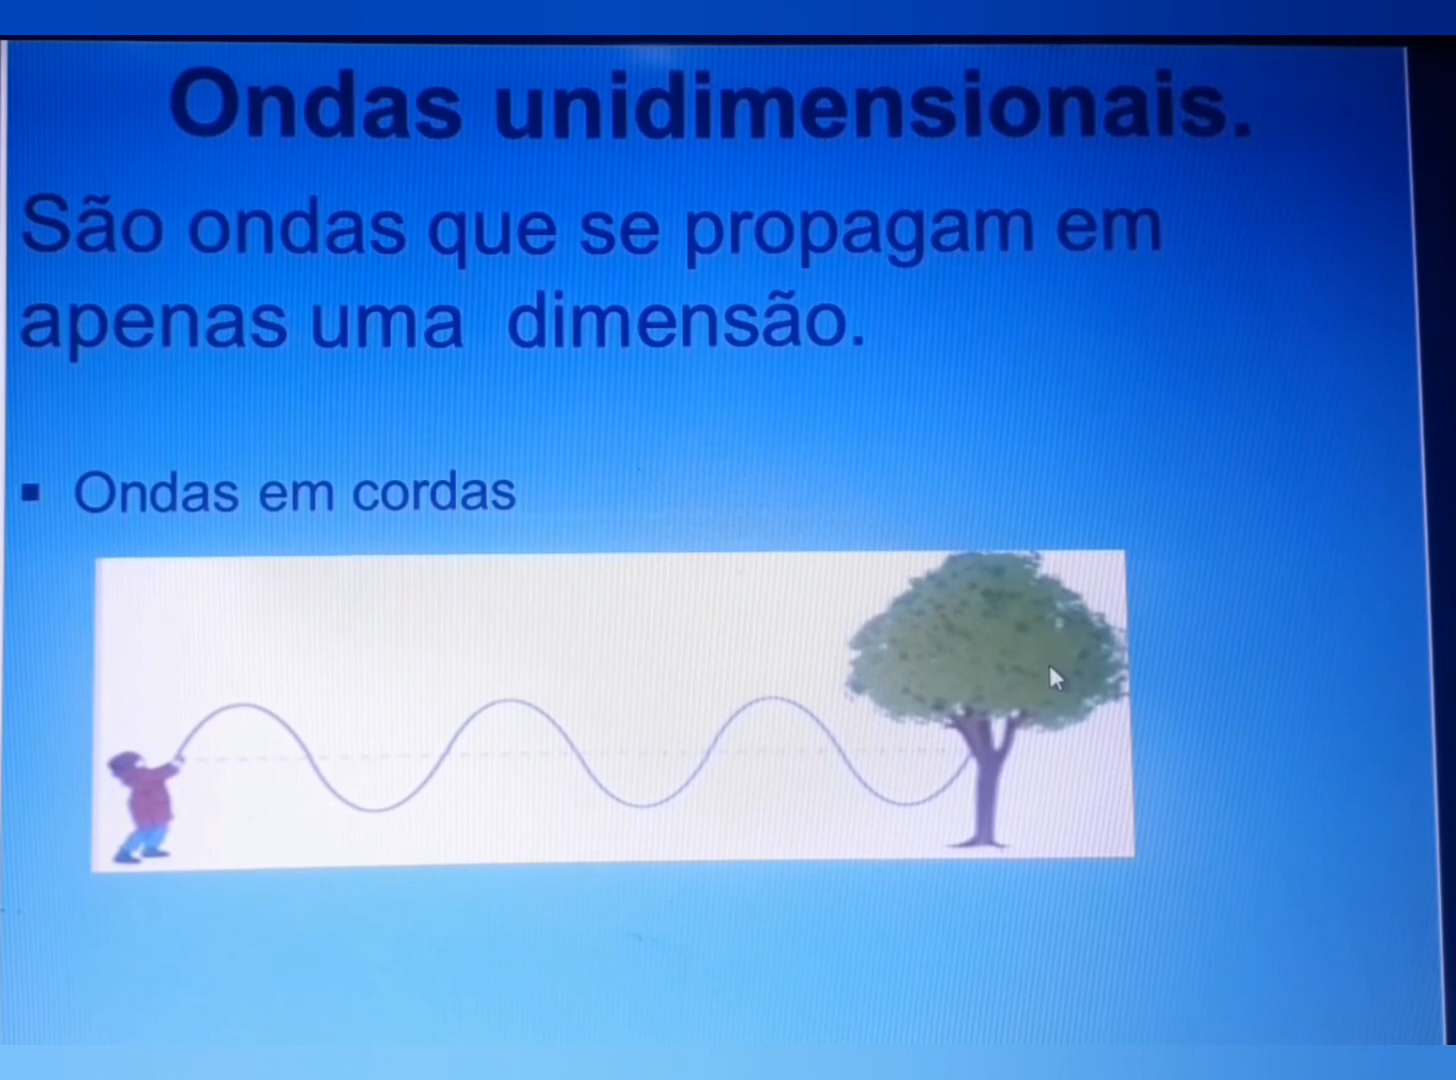 Ondas unidimensionais.
São ondas que se propagam em
apenas uma dimensão.
▪ Ondas em cordas